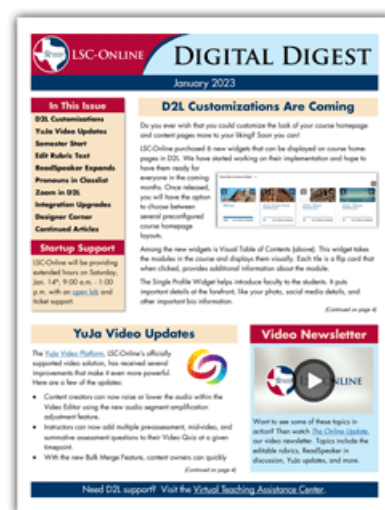 LSC-ONLINE
DIGITAL DIGEST
January 2023
In This Issue
D2L Customizations
YuJa Video Updates
Semester Start
Edit Rubric Text
ReadSpeaker Expands
Pronouns in Classlist
Zoom in D2L
Integration Upgrades
Designer Corner
Continued Articles
Startup Support
LSC-Online will be providing
extended hours on Saturday,
Jan. 14th, 9:00 a.m. - 1:00
p.m. with an open lab and
ticket support.
D2L Customizations Are Coming
Do you ever wish that you could customize the look of your course homepage
and content pages more to your liking? Soon you can!
LSC-Online purchased 6 new widgets that can be displayed on course home-
pages in D2L. We have started working on their implementation and hope to
have them ready for
everyone in the coming
months. Once released,
you will have the option
to choose between
several preconfigured
course homepage
layouts.
Among the new widgets is Visual Table of Contents (above). This widget takes
the modules in the course and displays them visually. Each tile is a flip card that
when clicked, provides additional information about the module.
The Single Profile Widget helps introduce faculty to the students. It puts
important details at the forefront, like your photo, social media details, and
other important bio information.
(Continued on page 4)
YuJa Video Updates
The YuJa Video Platform, LSC-Online's officially
supported video solution, has received several
improvements that make it even more powerful.
Here are a few of the updates:
• Content creators can now raise or lower the audio within the
Video Editor using the new audio segment amplification
adjustment feature.
• Instructors can now add multiple pre-assessment, mid-video, and
summative assessment questions to their Video Quiz at a given
timepoint.
• With the new Bulk Merge Feature, content owners can quickly
(Continued on page 4)
Video Newsletter
LSC-ONLINE
Want to see some of these topics in
action? Then watch The Online Update,
our video newsletter. Topics include the
editable rubrics, ReadSpeaker in
discussion, YuJa updates, and more.
Need D2L support? Visit the Virtual Teaching Assistance Center.